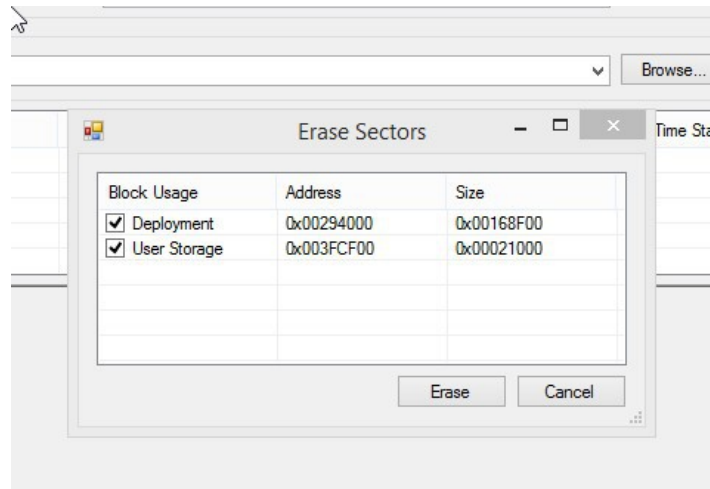 Browse...
Erase Sectors
Time Sta
Block Usage Address Size
Deployment 0x00294000 0x00168F00
User Storage 0x003FCF00 0x00021000
Erase Cancel